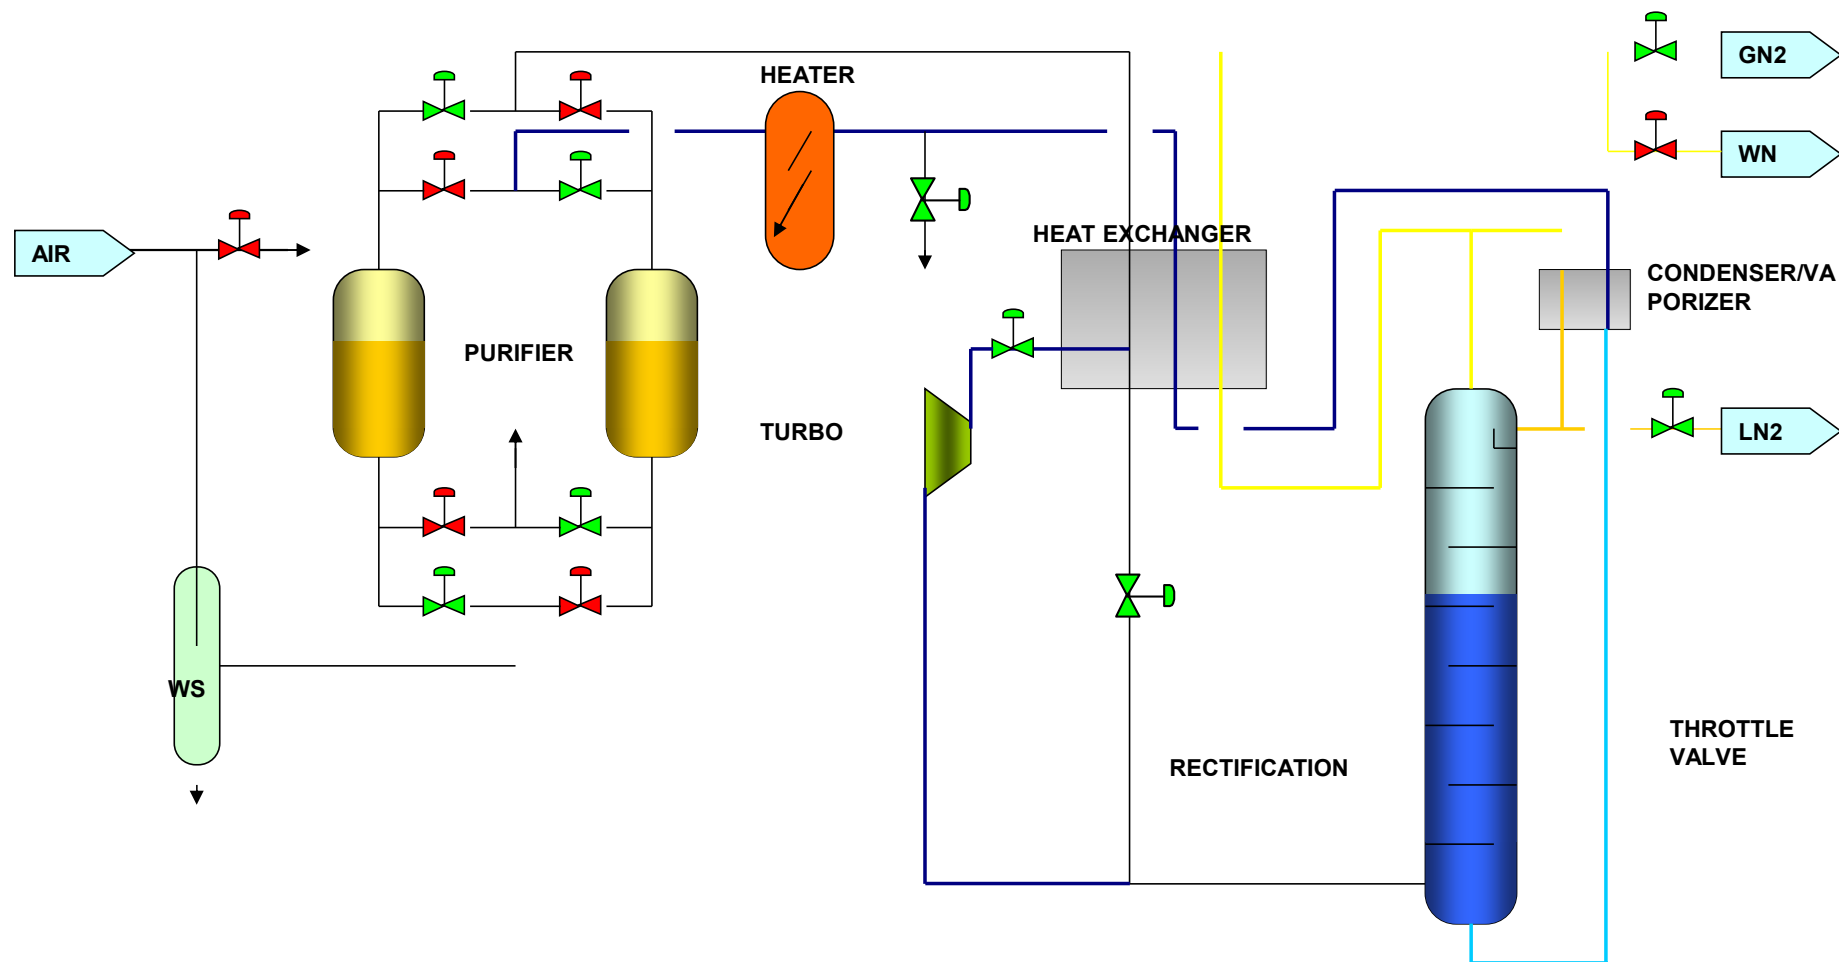 GN2
HEATER
WN
AIR
HEAT EXCHANGER
CONDENSER/VA
PORIZER
PURIFIER
TURBO
LN2
WS
THROTTLE
VALVE
RECTIFICATION